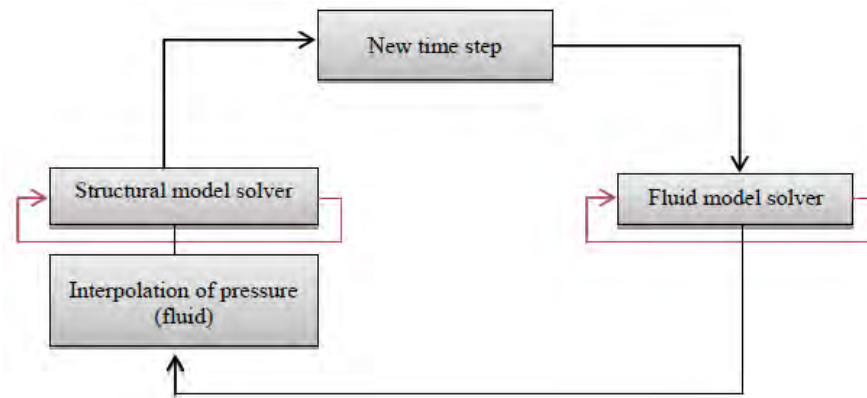 New time step
Structural model solver
Fluid model solver
Interpolation of pressure
(fluid)